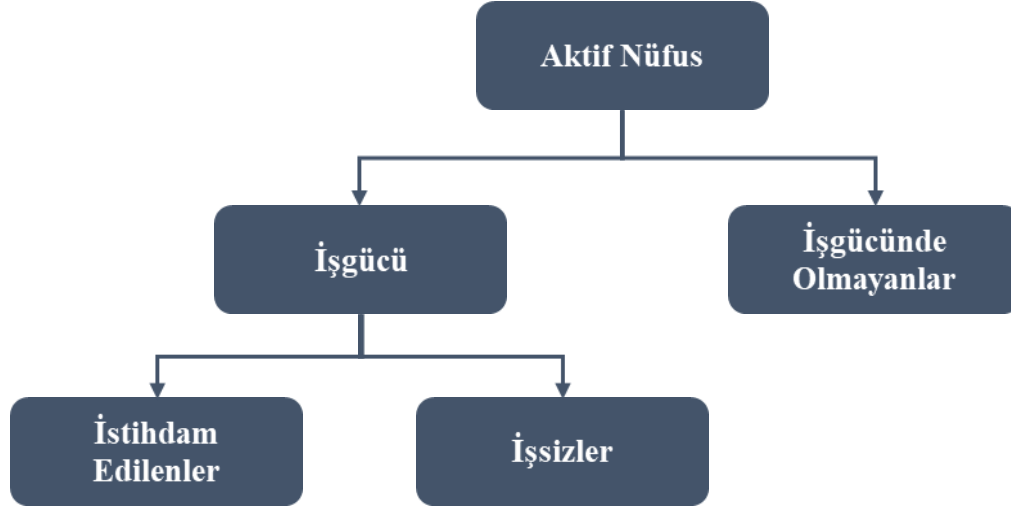 Aktif Nüfus
İşgücü
İşgücünde
Olmayanlar
İstihdam
Edilenler
İşsizler